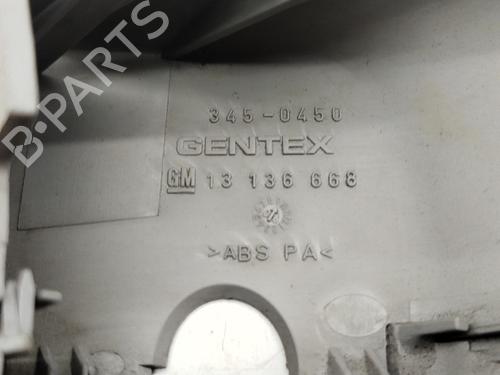 B-PARTS
345-0450
GENTEX
GM 13 136 668
>ABS PA<